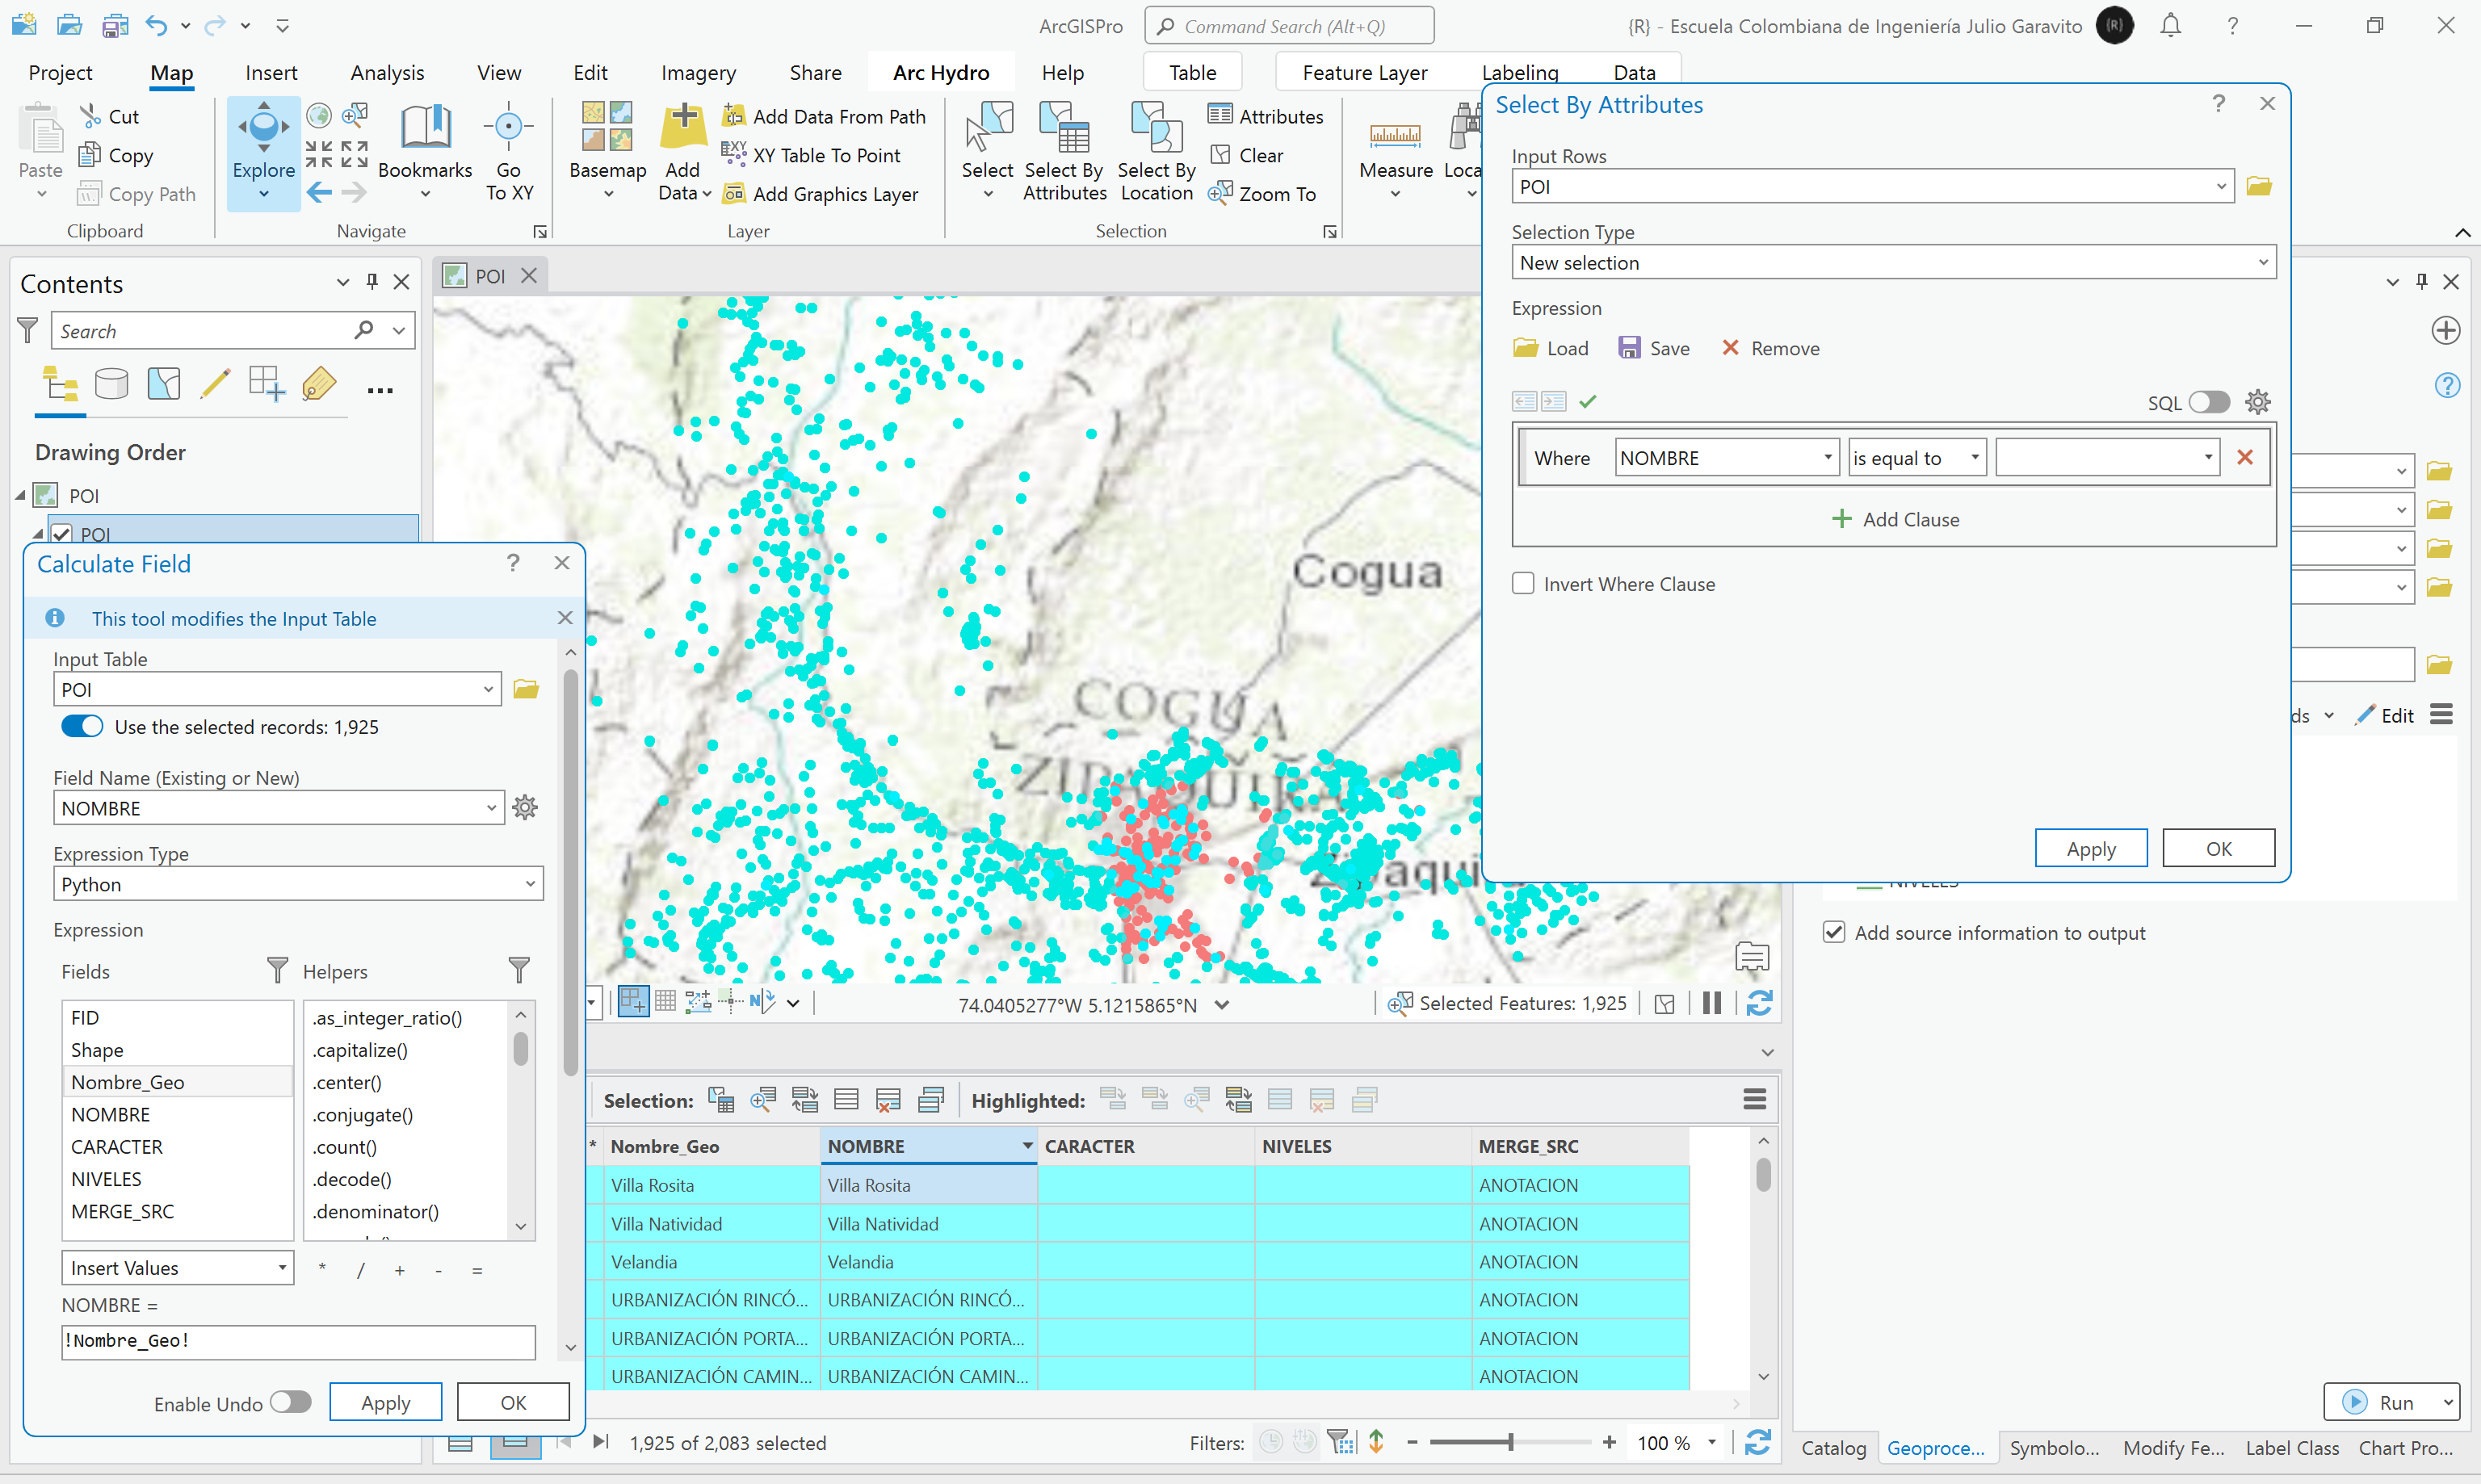 ArcGISPro
Command Search (Alt+Q)
{R} - Escuela Colombiana de Ingeniería Julio Garavito
{R}
Project
Map
Insert
Analysis
View
Edit
Imagery
Share
Arc Hydro
Help
Table
Feature Layer
Labeling
Data
Paste
Cut
Copy
Copy Path
Clipboard
Explore
Bookmarks
Go
To XY
Navigate
Basemap
Add
Data
Add Data From Path
XY Table To Point
Add Graphics Layer
Layer
Select
Select By
Attributes
Select By
Location
Attributes
Clear
Zoom To
Selection
Measure
Loca
Contents
Search
Drawing Order
POI
POI
POI
Cogua
COGUA
Select By Attributes
Input Rows
POI
Selection Type
New selection
Expression
Load
Save
Remove
SQL
Where
NOMBRE
is equal to
Add Clause
Invert Where Clause
Apply
OK
Calculate Field
This tool modifies the Input Table
Input Table
POI
Use the selected records: 1,925
Field Name (Existing or New)
NOMBRE
Expression Type
Python
Expression
Fields
Helpers
FID
Shape
Nombre_Geo
NOMBRE
CARACTER
NIVELES
MERGE_SRC
.as_integer_ratio()
.capitalize()
.center()
.conjugate()
.count()
.decode()
.denominator()
Insert Values
* / + - =
NOMBRE =
!Nombre_Geo!
Enable Undo
Apply
OK
ds
Edit
NIVELES
Add source information to output
74.0405277°W 5.1215865°N
Selected Features: 1,925
Selection:
Highlighted:
* Nombre_Geo NOMBRE CARACTER NIVELES MERGE_SRC
Villa Rosita Villa Rosita ANOTACION
Villa Natividad Villa Natividad ANOTACION
Velandia Velandia ANOTACION
URBANIZACIÓN RINCÓ... URBANIZACIÓN RINCÓ... ANOTACION
URBANIZACIÓN PORTA... URBANIZACIÓN PORTA... ANOTACION
URBANIZACIÓN CAMIN... URBANIZACIÓN CAMIN... ANOTACION
1,925 of 2,083 selected
Filters:
100 %
Run
Catalog
Geoproce...
Symbolo...
Modify Fe...
Label Class
Chart Pro...